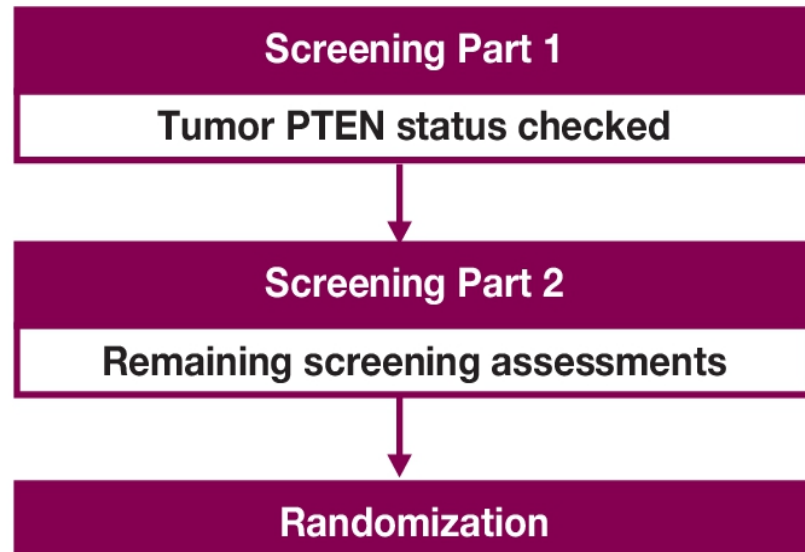 Screening Part 1
Tumor PTEN status checked
Screening Part 2
Remaining screening assessments
Randomization